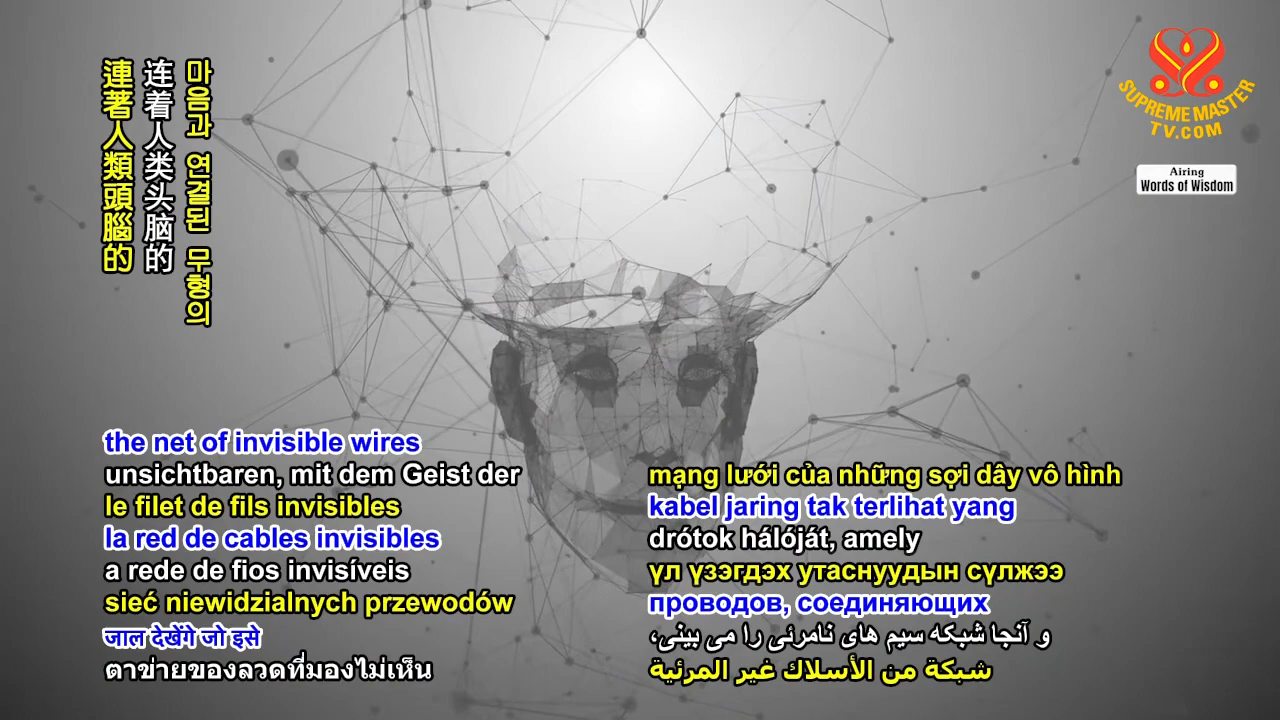 連著人類頭腦的
连着人类头脑的
마음과 연결된 무형의
SUPREME MASTER
TV.COM
Airing
Words of Wisdom
the net of invisible wires
unsichtbaren, mit dem Geist der
le filet de fils invisibles
la red de cables invisibles
a rede de fios invisíveis
sieć niewidzialnych przewodów
जाल देखेंगे जो इसे
ตาข่ายของลวดที่มองไม่เห็น
mạng lưới của những sợi dây vô hình
kabel jaring tak terlihat yang
drótok hálóját, amely
үл үзэгдэх утаснуудын сүлжээ
проводов, соединяющих
و آنجا شبکه سیم های نامرئی را می بینی،
شبكة من الأسلاك غير المرئية